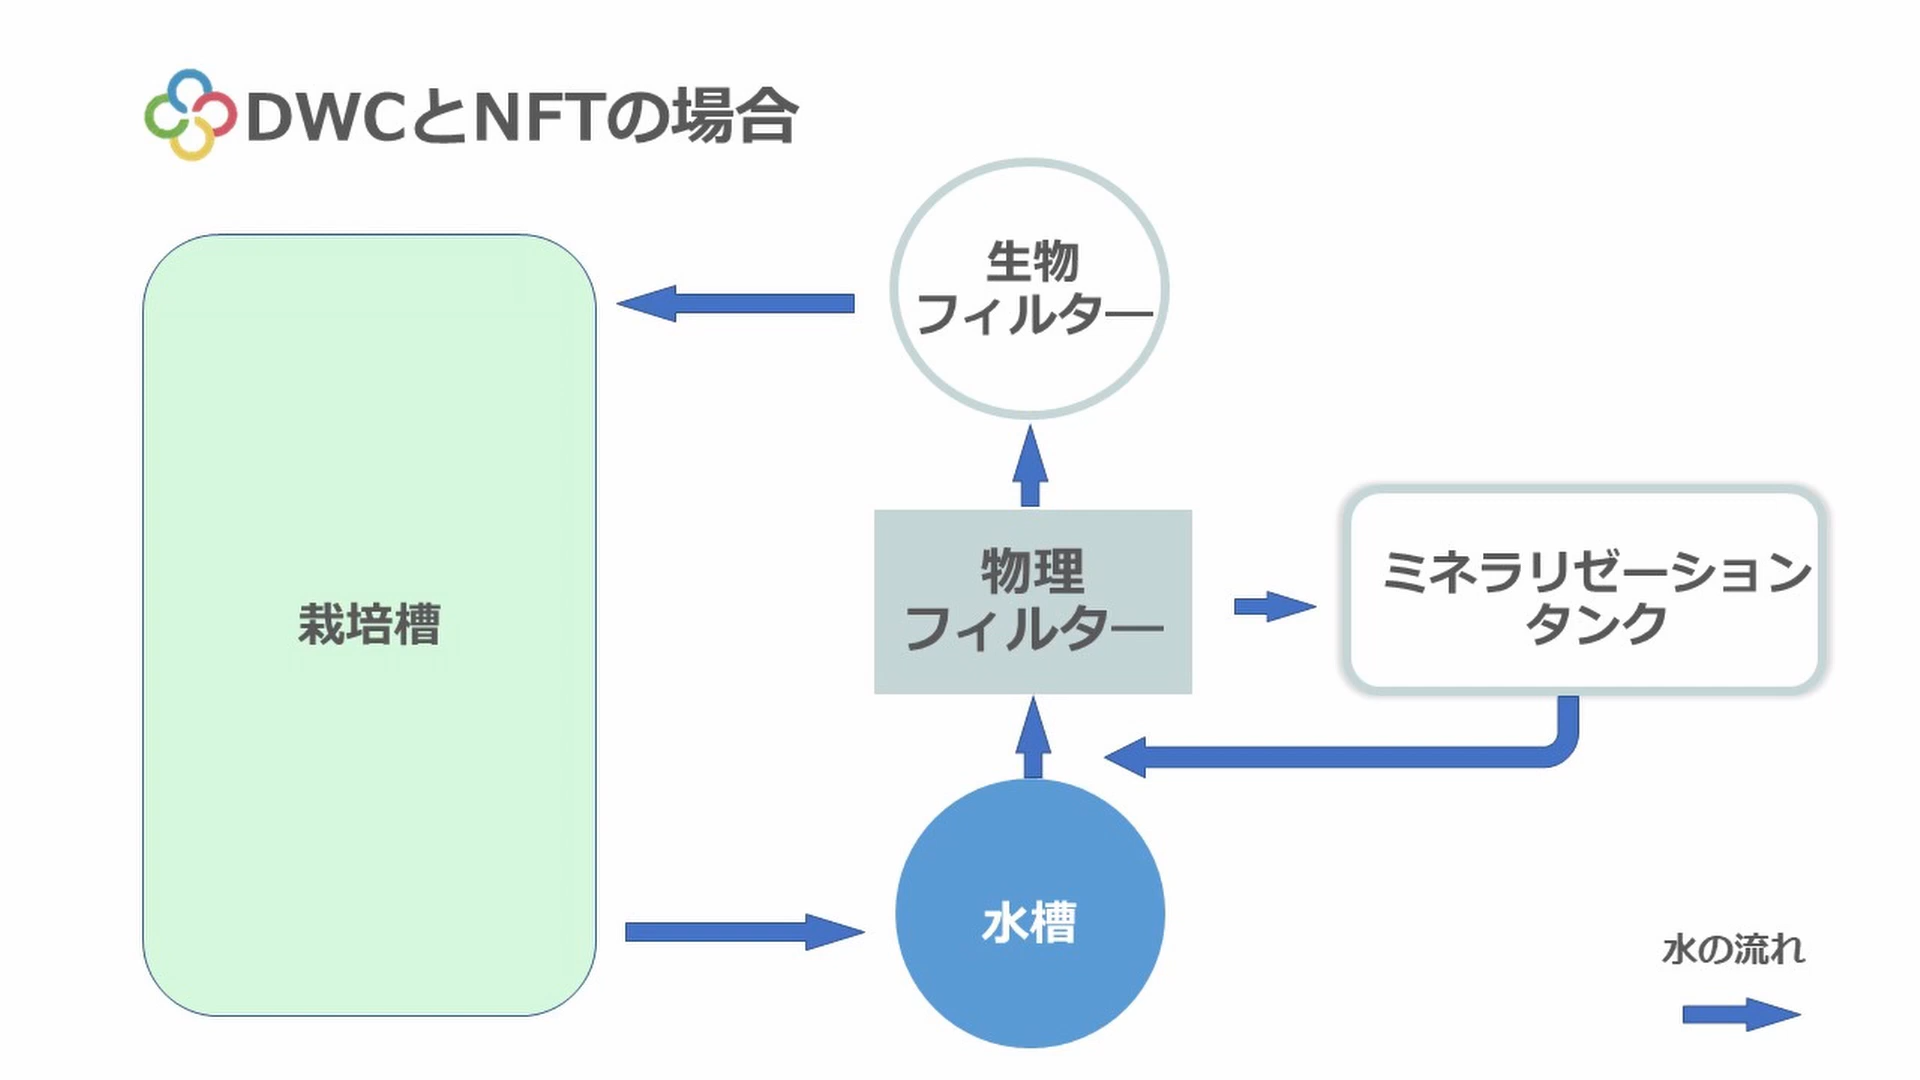 DWCとNFTの場合
生物
フィルター
栽培槽
物理
フィルター
ミネラリゼーション
タンク
水槽
水の流れ